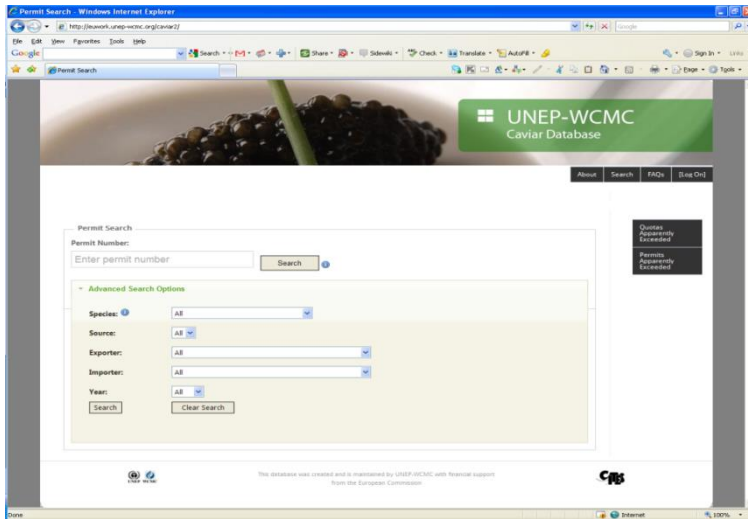 Permit Search - Windows Internet Explorer
http://euwork.unep-wcmc.org/caviar2/
Google
File Edit View Favorites Tools Help
Google Search Share Sidewiki Check Translate AutoFill Sign In Links
Permit Search Page Tools
UNEP-WCMC
Caviar Database
About Search FAQs [Log On]
Permit Search
Permit Number:
Enter permit number
Search
Quotas
Apparently
Exceeded
Permits
Apparently
Exceeded
Advanced Search Options
Species: All
Source: All
Exporter: All
Importer: All
Year: All
Search Clear Search
UNEP WCMC
This database was created and is maintained by UNEP-WCMC with financial support
from the European Commission
Done Internet 100%